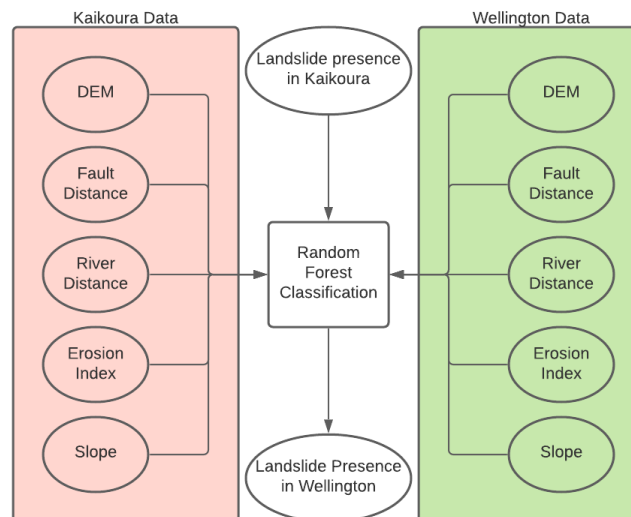 Kaikoura Data
DEM
Fault
Distance
River
Distance
Erosion
Index
Slope
Landslide presence
in Kaikoura
Random
Forest
Classification
Landslide Presence
in Wellington
Wellington Data
DEM
Fault
Distance
River
Distance
Erosion
Index
Slope